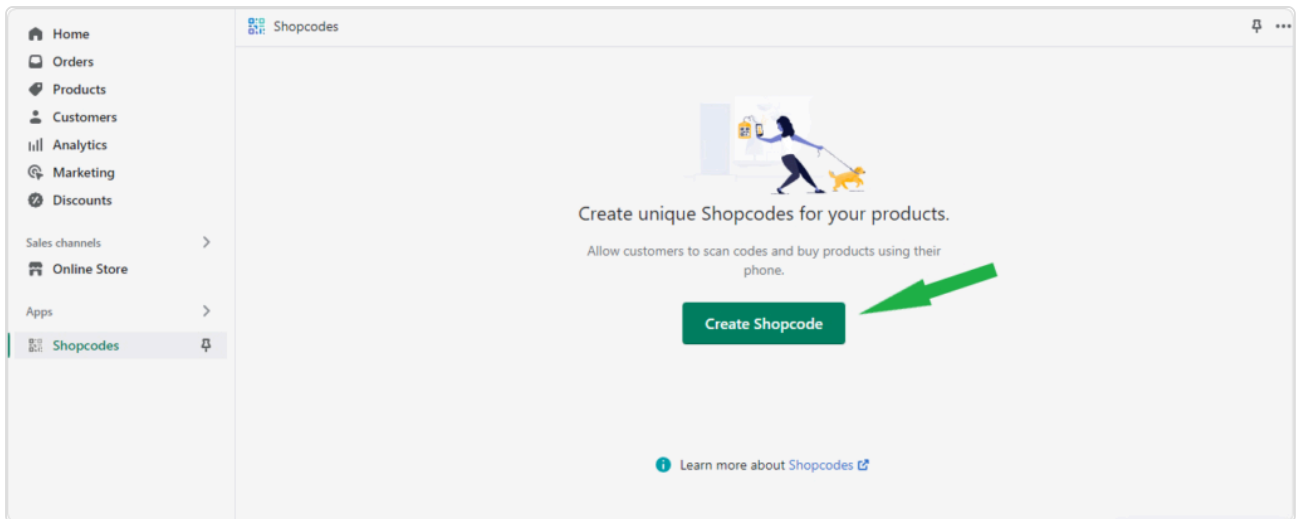 Home
Orders
Products
Customers
Analytics
Marketing
Discounts
Sales channels
Online Store
Apps
Shopcodes
Shopcodes
Create unique Shopcodes for your products.
Allow customers to scan codes and buy products using their
phone.
Create Shopcode
Learn more about Shopcodes